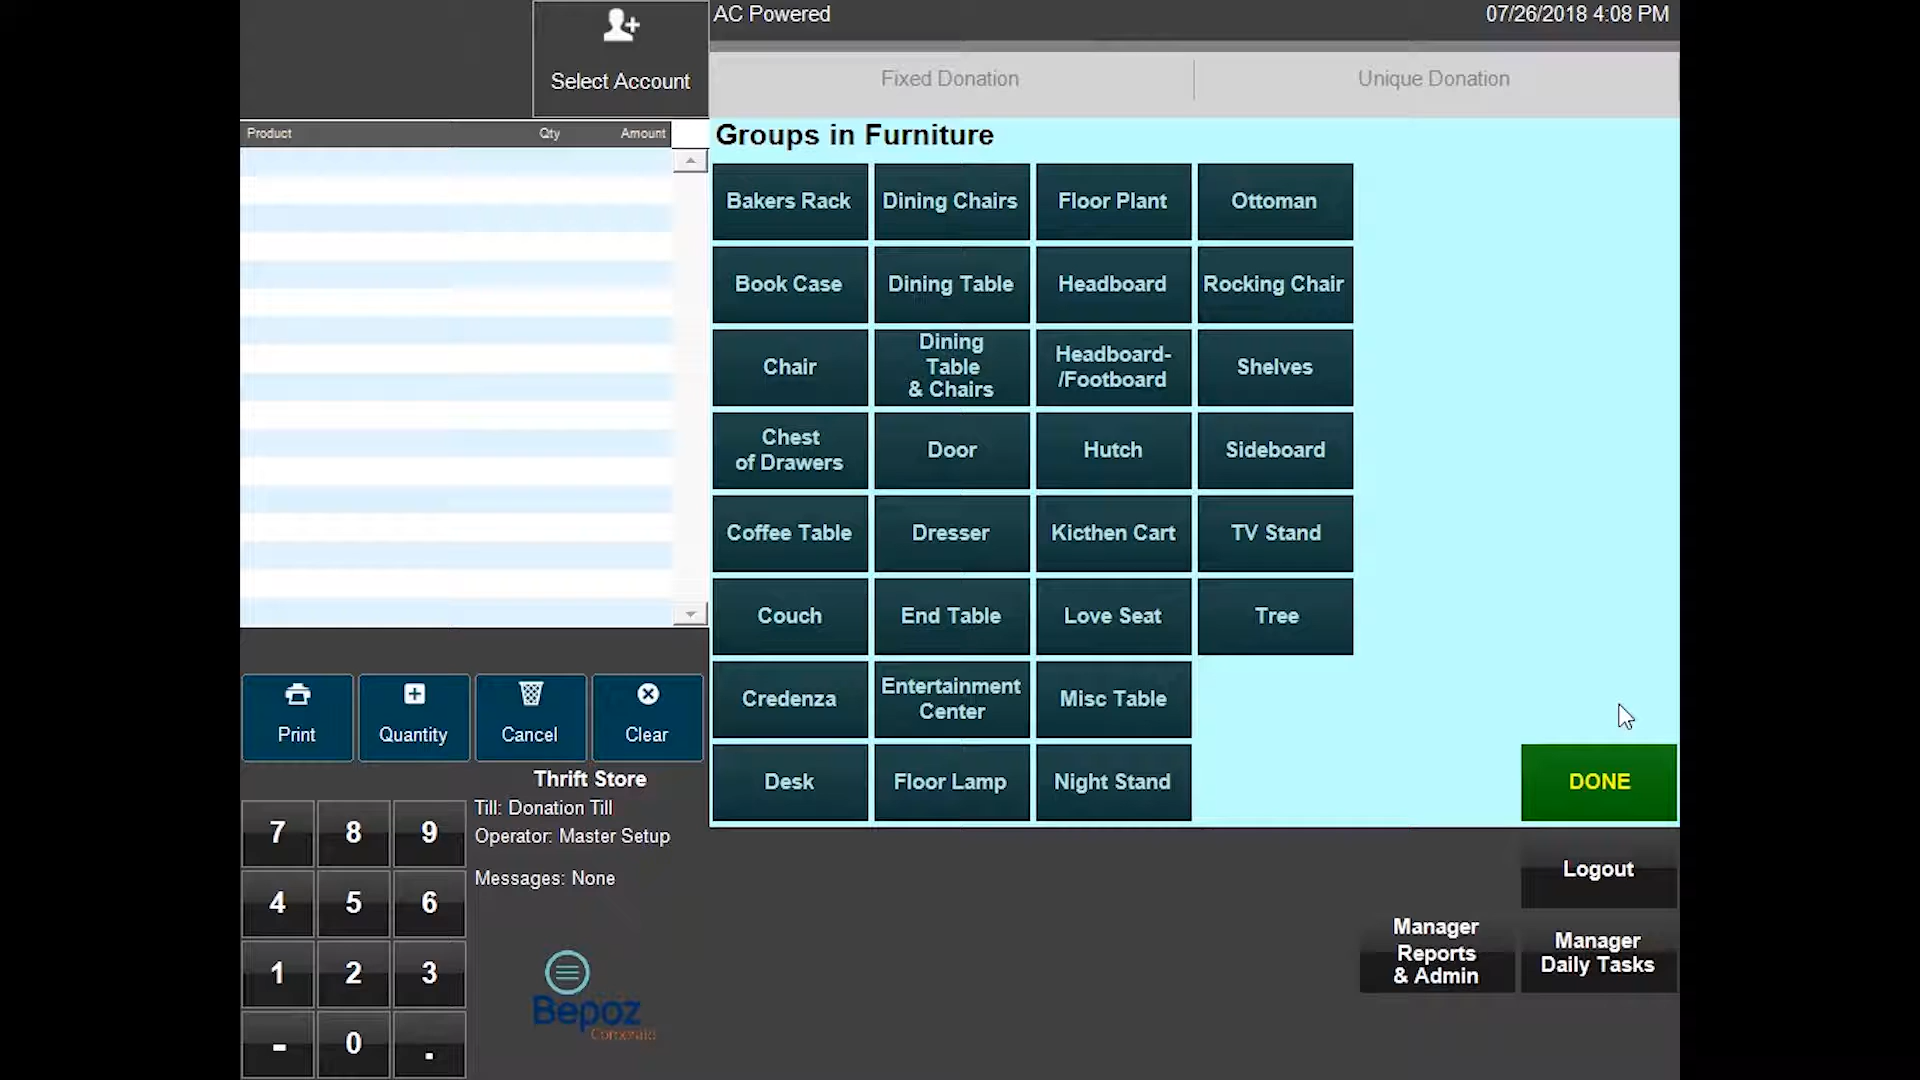 AC Powered
07/26/2018 4:08 PM
Select Account
Fixed Donation
Unique Donation
Product Qty Amount
Groups in Furniture
Bakers Rack
Dining Chairs
Floor Plant
Ottoman
Book Case
Dining Table
Headboard
Rocking Chair
Chair
Dining
Table
& Chairs
Headboard-
/Footboard
Shelves
Chest
of Drawers
Door
Hutch
Sideboard
Coffee Table
Dresser
Kicthen Cart
TV Stand
Couch
End Table
Love Seat
Tree
Credenza
Entertainment
Center
Misc Table
Desk
Floor Lamp
Night Stand
DONE
Print
Quantity
Cancel
Clear
Thrift Store
Till: Donation Till
Operator: Master Setup
Messages: None
7 8 9
4 5 6
1 2 3
- 0 .
Bepoz
Logout
Manager
Reports
& Admin
Manager
Daily Tasks